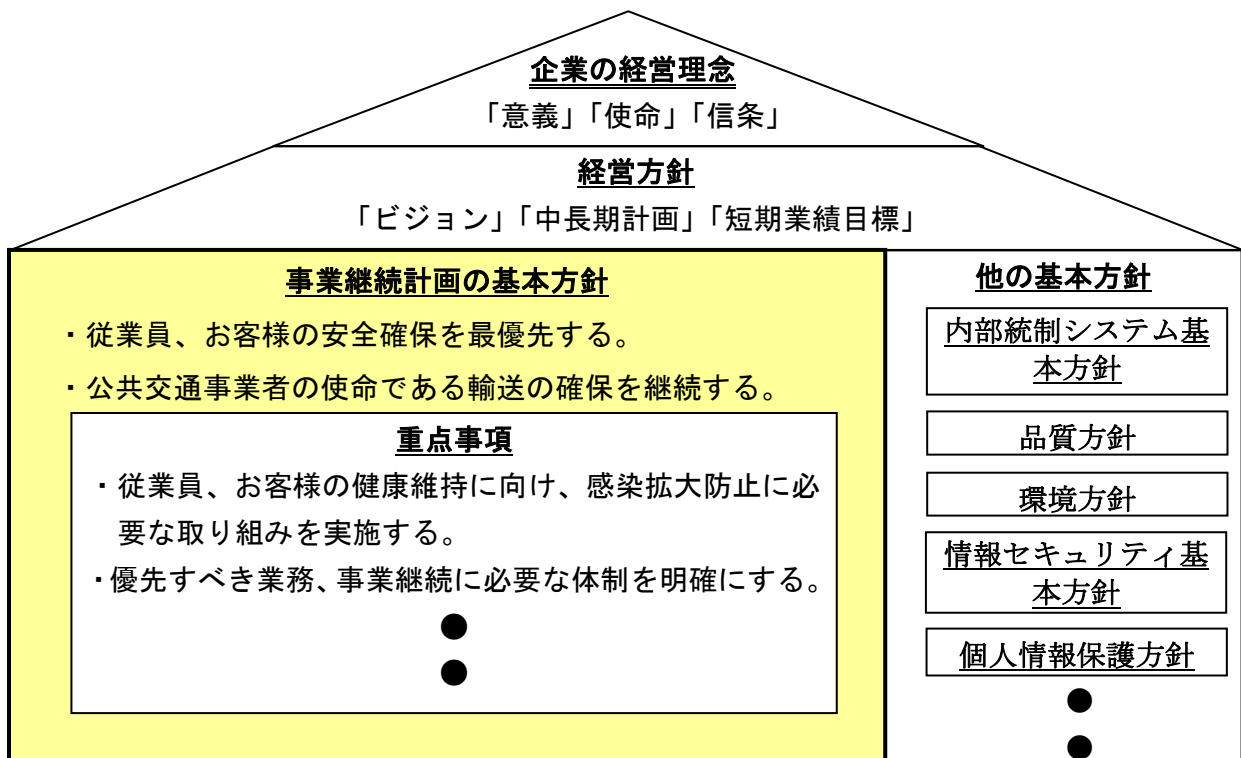 企業の経営理念
「意義」「使命」「信条」
経営方針
「ビジョン」「中長期計画」「短期業績目標」
事業継続計画の基本方針
・従業員、お客様の安全確保を最優先する。
・公共交通事業者の使命である輸送の確保を継続する。
重点事項
・従業員、お客様の健康維持に向け、感染拡大防止に必
要な取り組みを実施する。
・優先すべき業務、事業継続に必要な体制を明確にする。
●
●
他の基本方針
内部統制システム基
本方針
品質方針
環境方針
情報セキュリティ基
本方針
個人情報保護方針
●
●